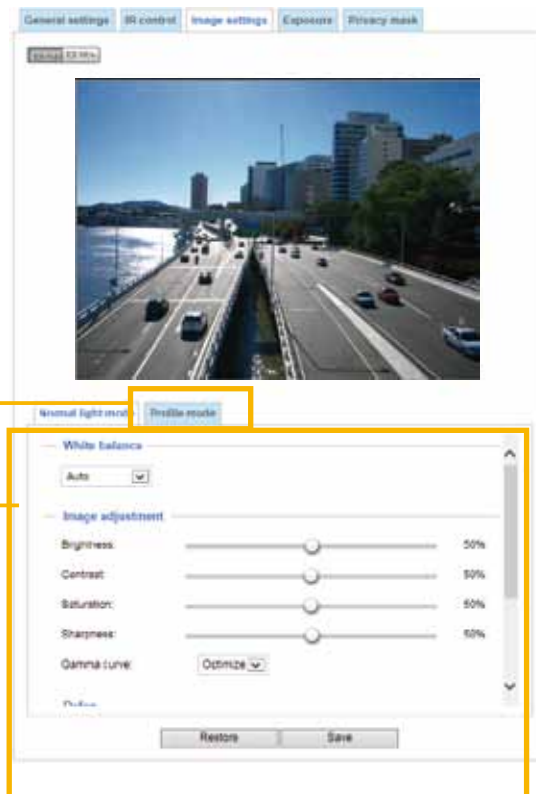 General settings IR control Image settings Exposure Privacy mask
Normal light mode Profile mode
White balance
Auto
Image adjustment
Brightness: 50%
Contrast: 50%
Saturation: 50%
Sharpness: 50%
Gamma curve: Optimize
Restore Save